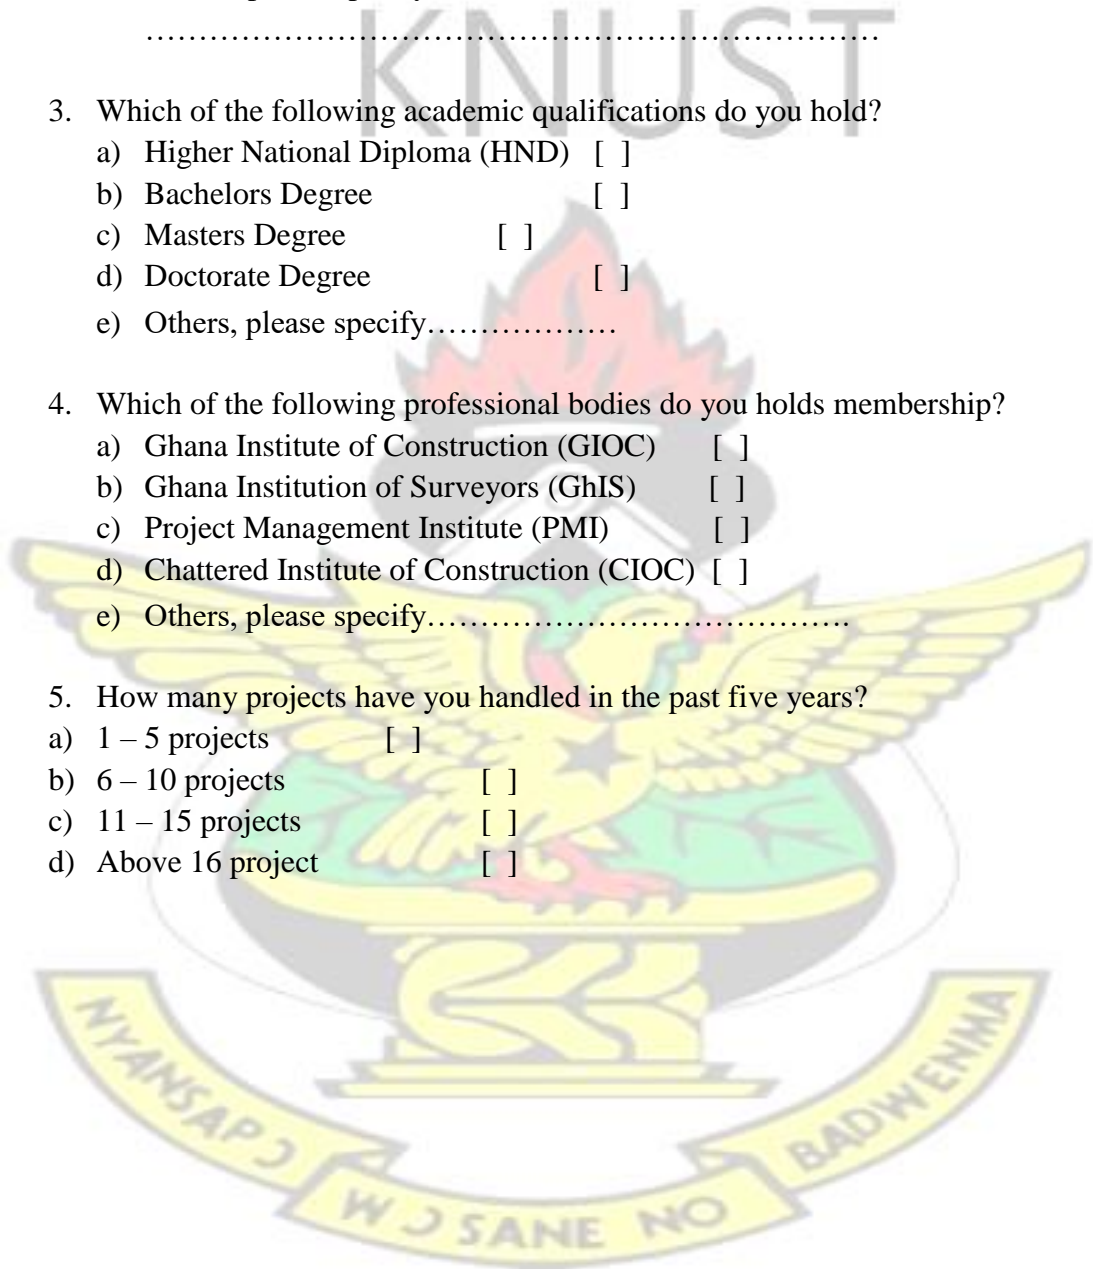 KNUST
…………………………………………………………
3. Which of the following academic qualifications do you hold?
a) Higher National Diploma (HND) [ ]
b) Bachelors Degree [ ]
c) Masters Degree [ ]
d) Doctorate Degree [ ]
e) Others, please specify………………
4. Which of the following professional bodies do you holds membership?
a) Ghana Institute of Construction (GIOC) [ ]
b) Ghana Institution of Surveyors (GhIS) [ ]
c) Project Management Institute (PMI) [ ]
d) Chattered Institute of Construction (CIOC) [ ]
e) Others, please specify………………………………….
5. How many projects have you handled in the past five years?
a) 1 – 5 projects [ ]
b) 6 – 10 projects [ ]
c) 11 – 15 projects [ ]
d) Above 16 project [ ]
NYANSAPƆ
WƆSANE NO
BADWENMA